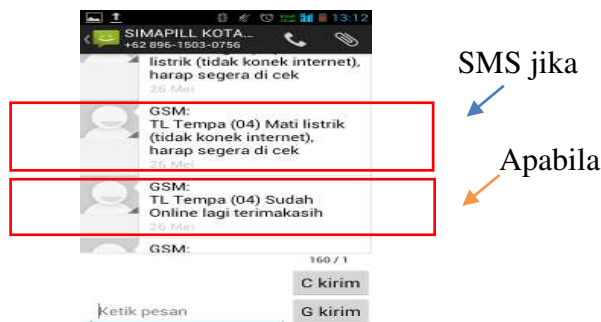 13:12
SIMAPILL KOTA...
+62 896-1503-0756
listrik (tidak konek internet),
harap segera di cek
26 Mei
GSM:
TL Tempa (04) Mati listrik
(tidak konek internet),
harap segera di cek
26 Mei
GSM:
TL Tempa (04) Sudah
Online lagi terimakasih
26 Mei
GSM:
160 / 1
C kirim
Ketik pesan
G kirim
SMS jika
Apabila